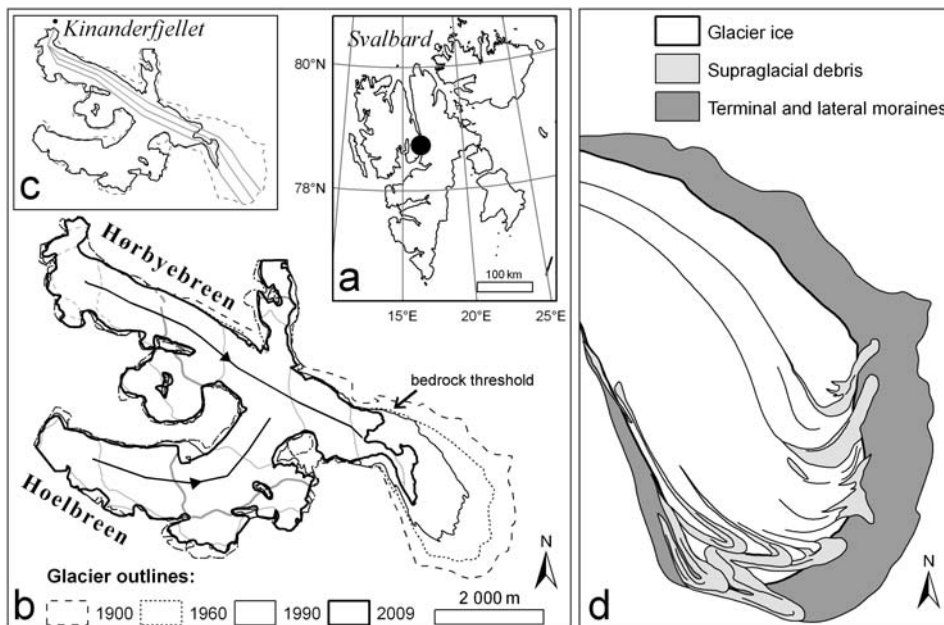 Kinanderfjellet
c
Svalbard
80°N
78°N
a
100 km
15°E
20°E
25°E
Hørbyebreen
bedrock threshold
Hoelbreen
N
Glacier outlines:
b
1900
1960
1990
2009
2 000 m
Glacier ice
Supraglacial debris
Terminal and lateral moraines
d
N